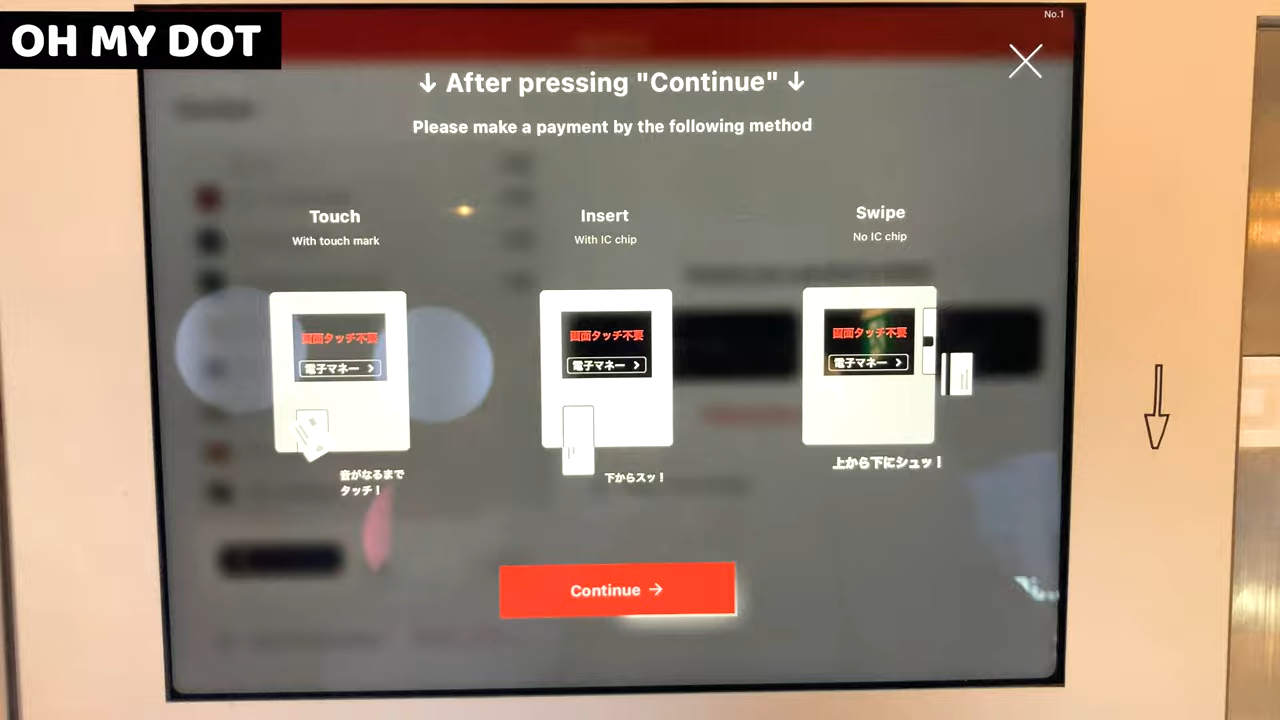 OH MY DOT
No.1
↓ After pressing "Continue" ↓
Please make a payment by the following method
Touch
With touch mark
画面タッチ不要
電子マネー >
音がなるまで
タッチ!
Insert
With IC chip
画面タッチ不要
電子マネー >
下からスッ!
Swipe
No IC chip
画面タッチ不要
電子マネー >
上から下にシュッ!
Continue →